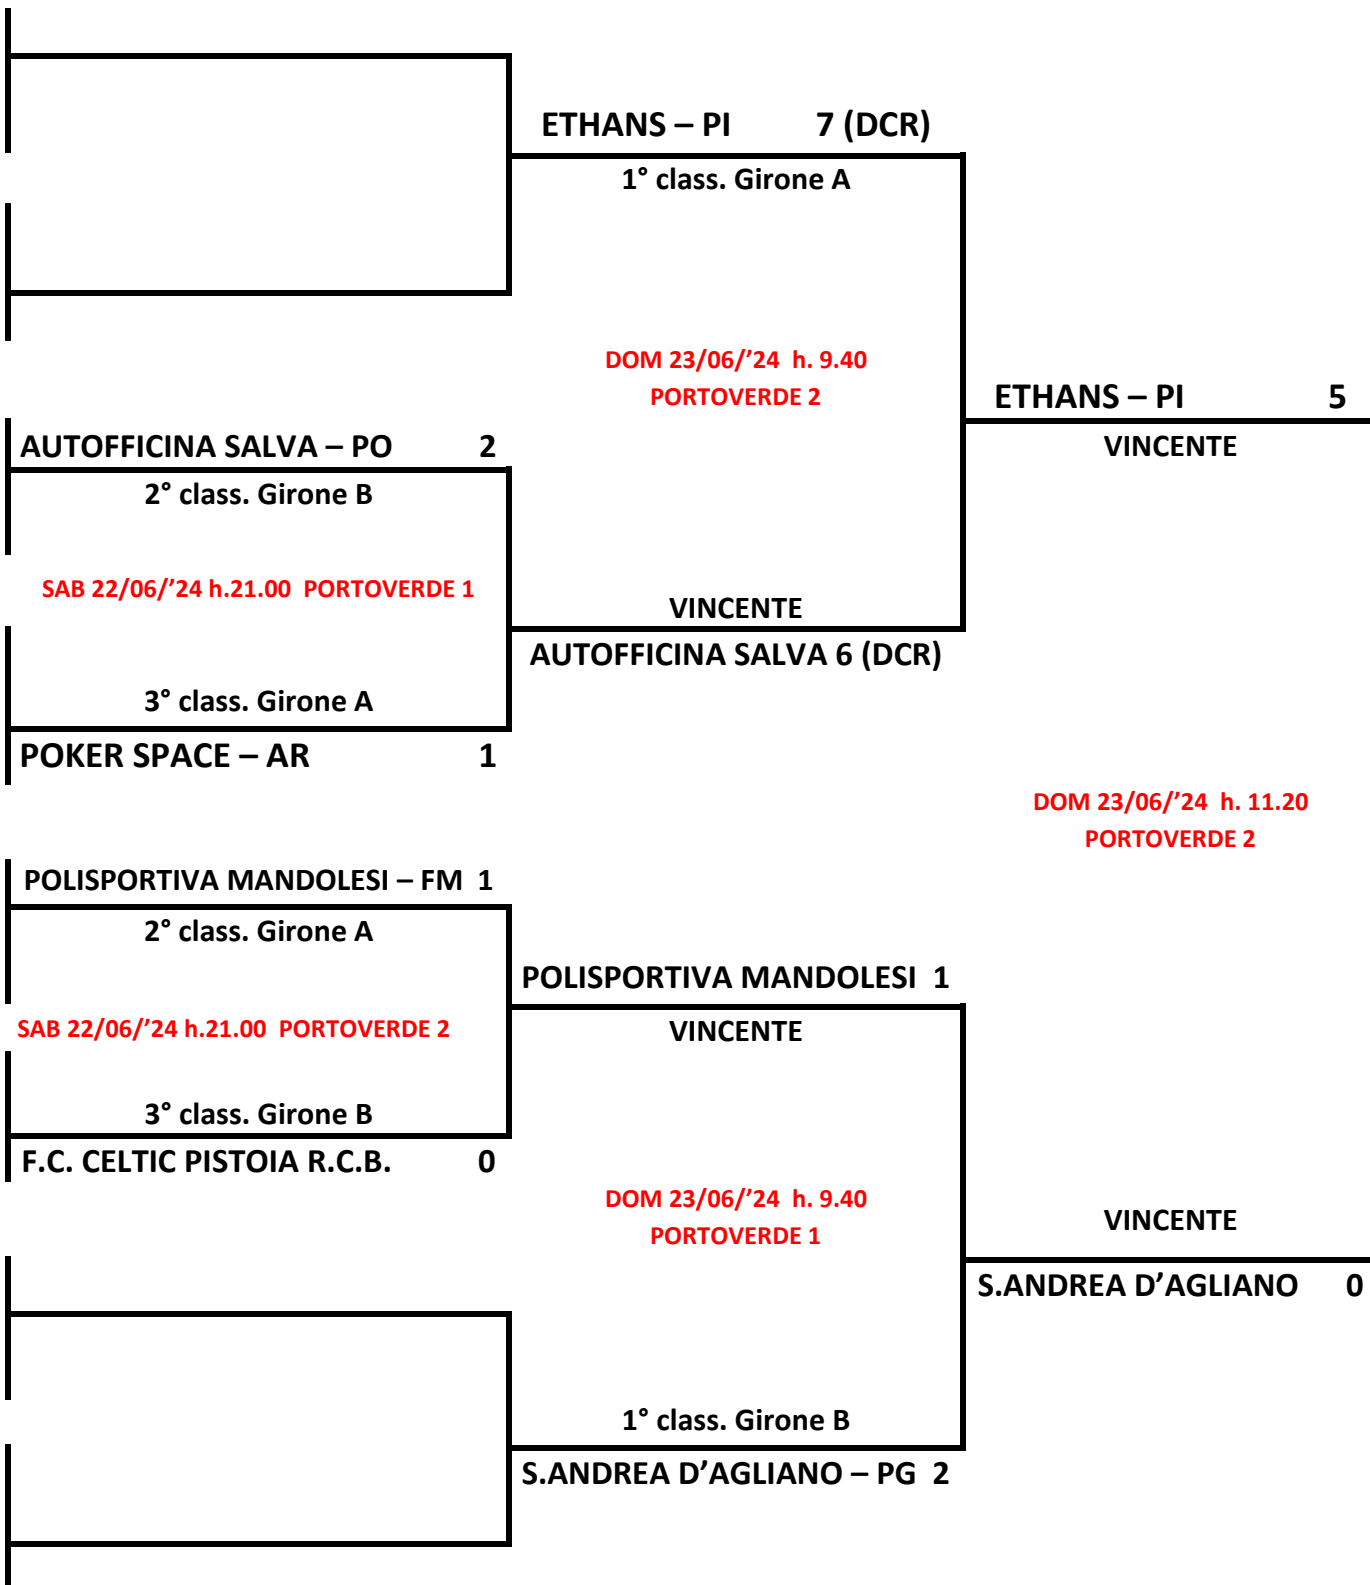 ETHANS – PI 7 (DCR)
1° class. Girone A
DOM 23/06/’24 h. 9.40
PORTOVERDE 2
ETHANS – PI 5
VINCENTE
AUTOFFICINA SALVA – PO 2
2° class. Girone B
SAB 22/06/’24 h.21.00 PORTOVERDE 1
VINCENTE
AUTOFFICINA SALVA 6 (DCR)
3° class. Girone A
POKER SPACE – AR 1
DOM 23/06/’24 h. 11.20
PORTOVERDE 2
POLISPORTIVA MANDOLESI – FM 1
2° class. Girone A
POLISPORTIVA MANDOLESI 1
VINCENTE
SAB 22/06/’24 h.21.00 PORTOVERDE 2
3° class. Girone B
F.C. CELTIC PISTOIA R.C.B. 0
DOM 23/06/’24 h. 9.40
PORTOVERDE 1
VINCENTE
S.ANDREA D’AGLIANO 0
1° class. Girone B
S.ANDREA D’AGLIANO – PG 2